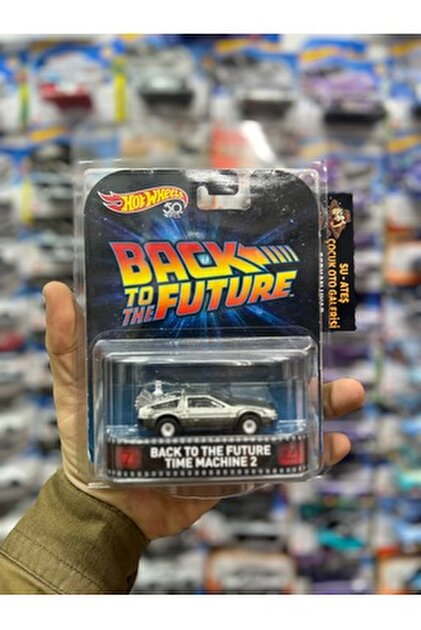 Hot Wheels
50
BACK
TO THE
FUTURE
SU - ATEŞ
ÇOCUK OTO GALERİSİ
BACK TO THE FUTURE
TIME MACHINE 2